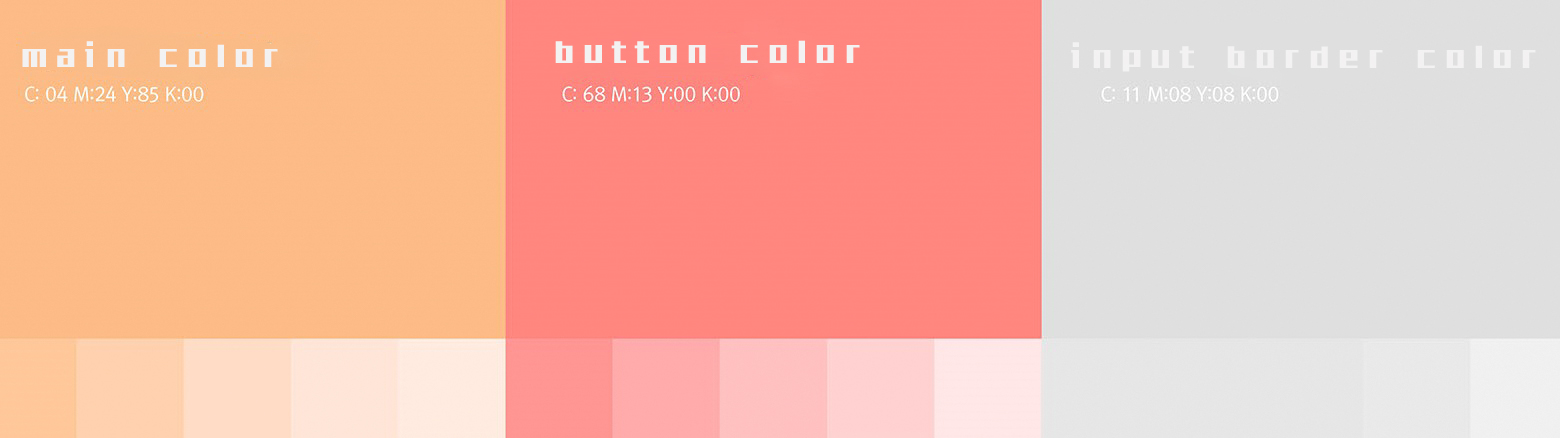 main color
C: 04 M:24 Y:85 K:00
button color
C: 68 M:13 Y:00 K:00
input border color
C: 11 M:08 Y:08 K:00